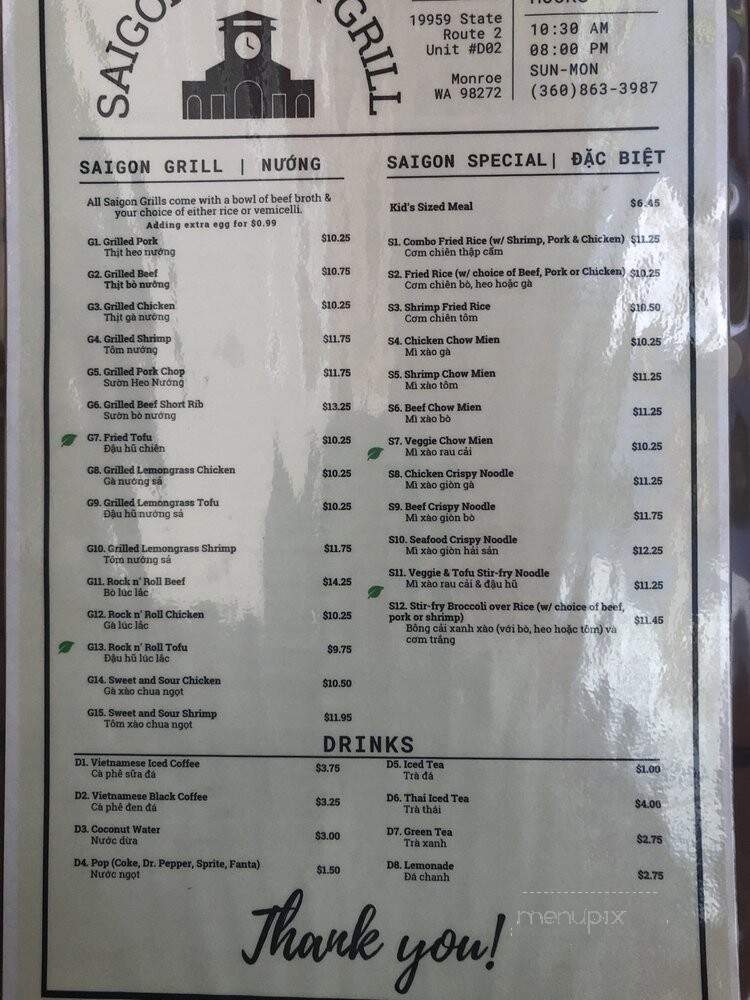 SAIGON GRILL
19959 State
Route 2
Unit #D02
Monroe
WA 98272
HOURS
10:30 AM
08:00 PM
SUN-MON
(360)863-3987
SAIGON GRILL | NƯỚNG
All Saigon Grills come with a bowl of beef broth &
your choice of either rice or vemicelli.
Adding extra egg for $0.99
G1. Grilled Pork $10.25
Thịt heo nướng
G2. Grilled Beef $10.75
Thịt bò nướng
G3. Grilled Chicken $10.25
Thịt gà nướng
G4. Grilled Shrimp $11.75
Tôm nướng
G5. Grilled Pork Chop $11.75
Sườn Heo Nướng
G6. Grilled Beef Short Rib $13.25
Sườn bò nướng
G7. Fried Tofu $10.25
Đậu hũ chiên
G8. Grilled Lemongrass Chicken $10.25
Gà nướng sả
G9. Grilled Lemongrass Tofu $10.25
Đậu hũ nướng sả
G10. Grilled Lemongrass Shrimp $11.75
Tôm nướng sả
G11. Rock n' Roll Beef $14.25
Bò lúc lắc
G12. Rock n' Roll Chicken $10.25
Gà lúc lắc
G13. Rock n' Roll Tofu $9.75
Đậu hũ lúc lắc
G14. Sweet and Sour Chicken $10.50
Gà xào chua ngọt
G15. Sweet and Sour Shrimp $11.95
Tôm xào chua ngọt
SAIGON SPECIAL| ĐẶC BIỆT
Kid's Sized Meal $6.45
S1. Combo Fried Rice (w/ Shrimp, Pork & Chicken) $11.25
Cơm chiên thập cẩm
S2. Fried Rice (w/ choice of Beef, Pork or Chicken) $10.25
Cơm chiên bò, heo hoặc gà
S3. Shrimp Fried Rice $10.50
Cơm chiên tôm
S4. Chicken Chow Mien $10.25
Mì xào gà
S5. Shrimp Chow Mien $11.25
Mì xào tôm
S6. Beef Chow Mien $11.25
Mì xào bò
S7. Veggie Chow Mien $10.25
Mì xào rau cải
S8. Chicken Crispy Noodle $11.25
Mì xào giòn gà
S9. Beef Crispy Noodle $11.75
Mì xào giòn bò
S10. Seafood Crispy Noodle $12.25
Mì xào giòn hải sản
S11. Veggie & Tofu Stir-fry Noodle $11.25
Mì xào rau cải & đậu hũ
S12. Stir-fry Broccoli over Rice (w/ choice of beef,
pork or shrimp) $11.45
Bông cải xanh xào (với bò, heo hoặc tôm) và
cơm trắng
DRINKS
D1. Vietnamese Iced Coffee $3.75
Cà phê sữa đá
D2. Vietnamese Black Coffee $3.25
Cà phê đen đá
D3. Coconut Water $3.00
Nước dừa
D4. Pop (Coke, Dr. Pepper, Sprite, Fanta) $1.50
Nước ngọt
D5. Iced Tea $1.00
Trà đá
D6. Thai Iced Tea $4.00
Trà thái
D7. Green Tea $2.75
Trà xanh
D8. Lemonade $2.75
Đá chanh
Thank you!
menupix